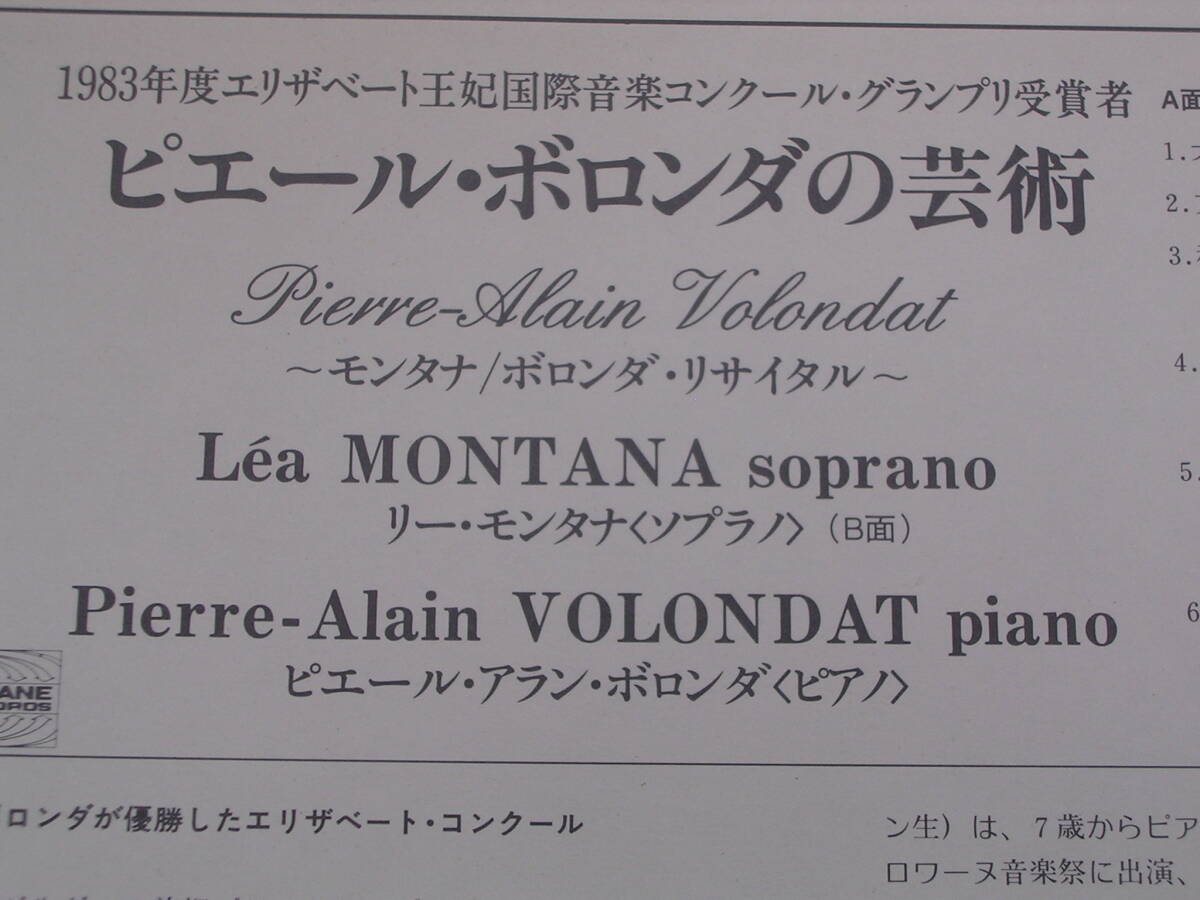 1983年度エリザベート王妃国際音楽コンクール・グランプリ受賞者
ピエール・ボロンダの芸術
Pierre-Alain Volondat
〜モンタナ/ボロンダ・リサイタル〜
Léa MONTANA soprano
リー・モンタナ〈ソプラノ〉(B面)
Pierre-Alain VOLONDAT piano
ピエール・アラン・ボロンダ〈ピアノ〉
A面
1.
2.
3.
4.
5.
6
ロンダが優勝したエリザベート・コンクール
ン生)は、7歳からピア
ロワーヌ音楽祭に出演、